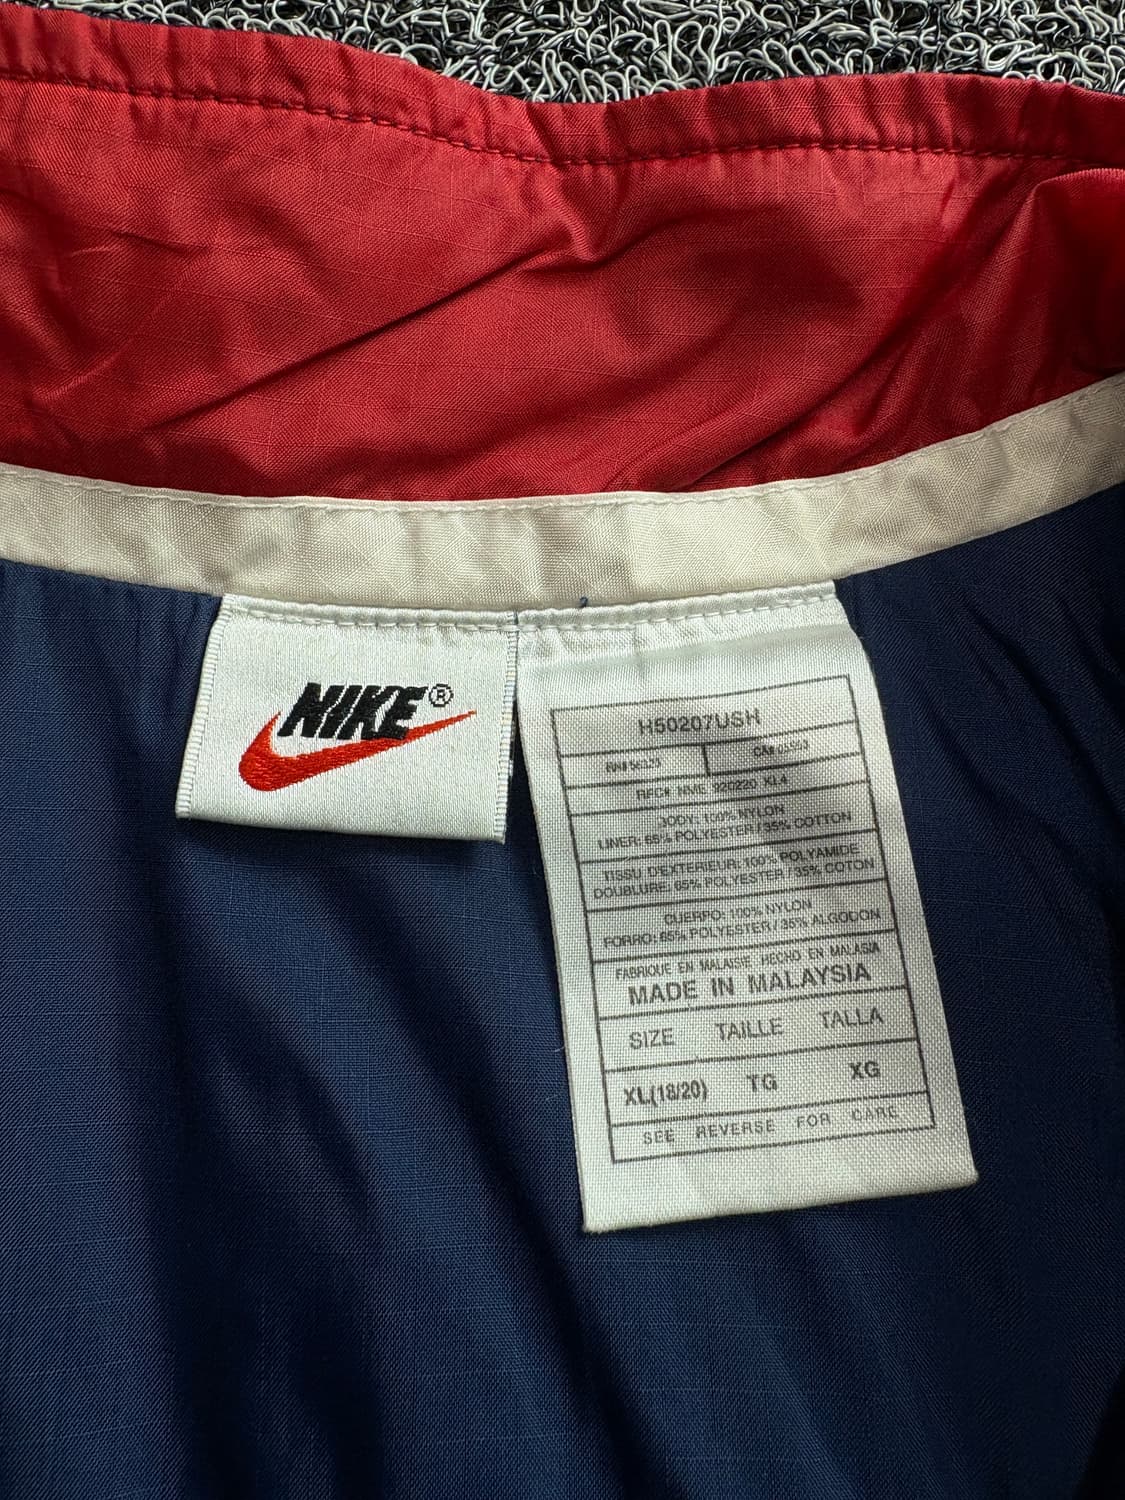 NIKE®
H50207USH
RN# 56323
CA# 05553
RFC# NME 920220 XL4
BODY: 100% NYLON
LINER: 65% POLYESTER / 35% COTTON
TISSU D'EXTERIEUR: 100% POLYAMIDE
DOUBLURE: 65% POLYESTER / 35% COTON
CUERPO: 100% NYLON
FORRO: 65% POLYESTER / 35% ALGODON
FABRIQUE EN MALAISIE HECHO EN MALASIA
MADE IN MALAYSIA
SIZE TAILLE TALLA
XL(18/20) TG XG
SEE REVERSE FOR CARE